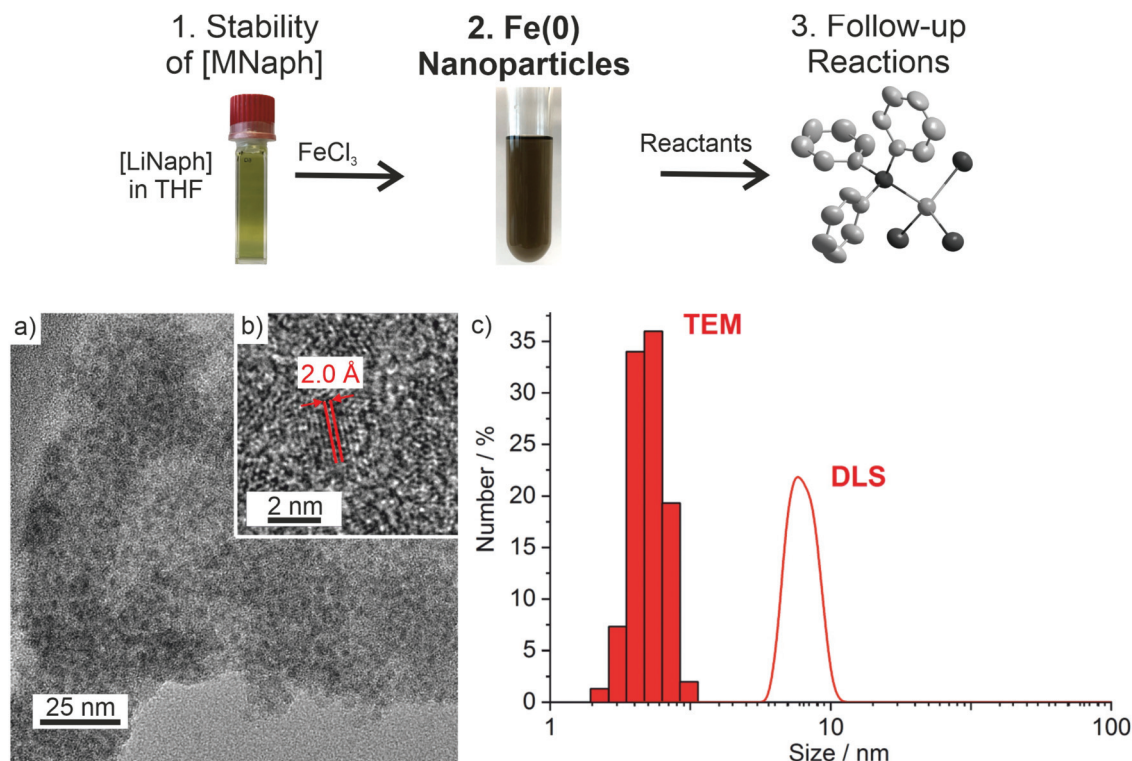 1. Stability
of [MNaph]
2. Fe(0)
Nanoparticles
3. Follow-up
Reactions
[LiNaph]
in THF
FeCl₃
Reactants
a)
25 nm
b)
2.0 Å
2 nm
c)
TEM
DLS
Number / %
35
30
25
20
15
10
5
0
1
10
100
Size / nm